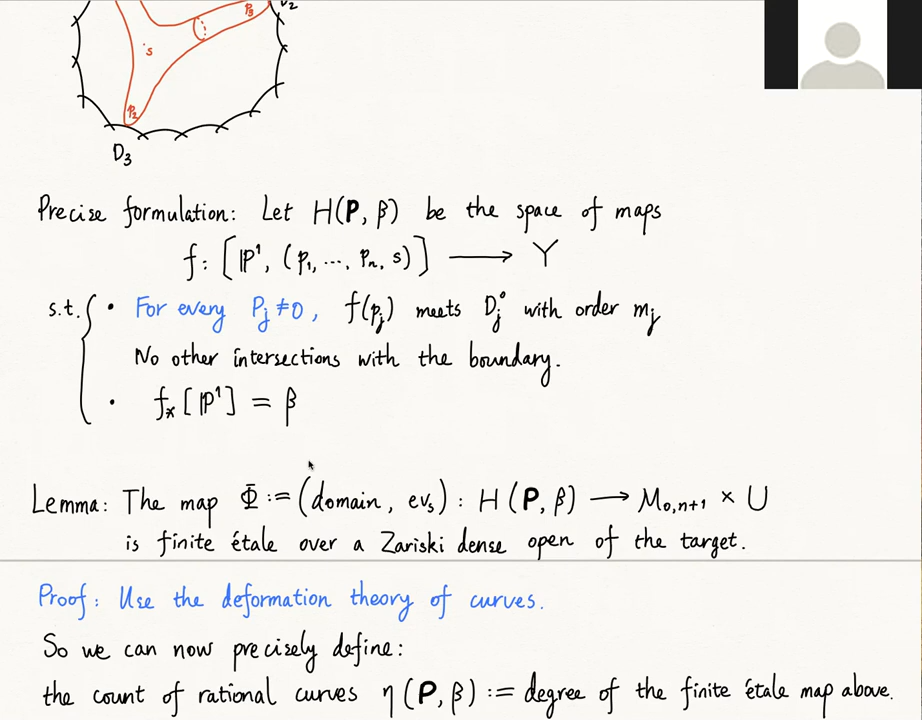 P3
D2
s
P2
D3
Precise formulation: Let H(P, β) be the space of maps
f: [ℙ¹, (p₁, ..., pₙ, s)] ⟶ Y
s.t. { • For every Pⱼ ≠ 0, f(pⱼ) meets Dⱼ° with order mⱼ
No other intersections with the boundary.
• f_*[ℙ¹] = β
Lemma: The map Φ := (domain, evₛ) : H(P, β) ⟶ M₀,ₙ₊₁ × U
is finite étale over a Zariski dense open of the target.
Proof: Use the deformation theory of curves.
So we can now precisely define:
the count of rational curves η(P, β) := degree of the finite étale map above.